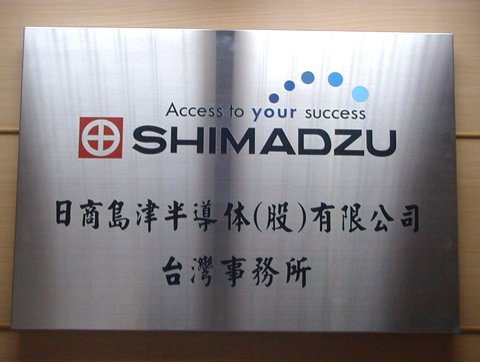 Access to your success
SHIMADZU
日商島津半導体(股)有限公司
台灣事務所